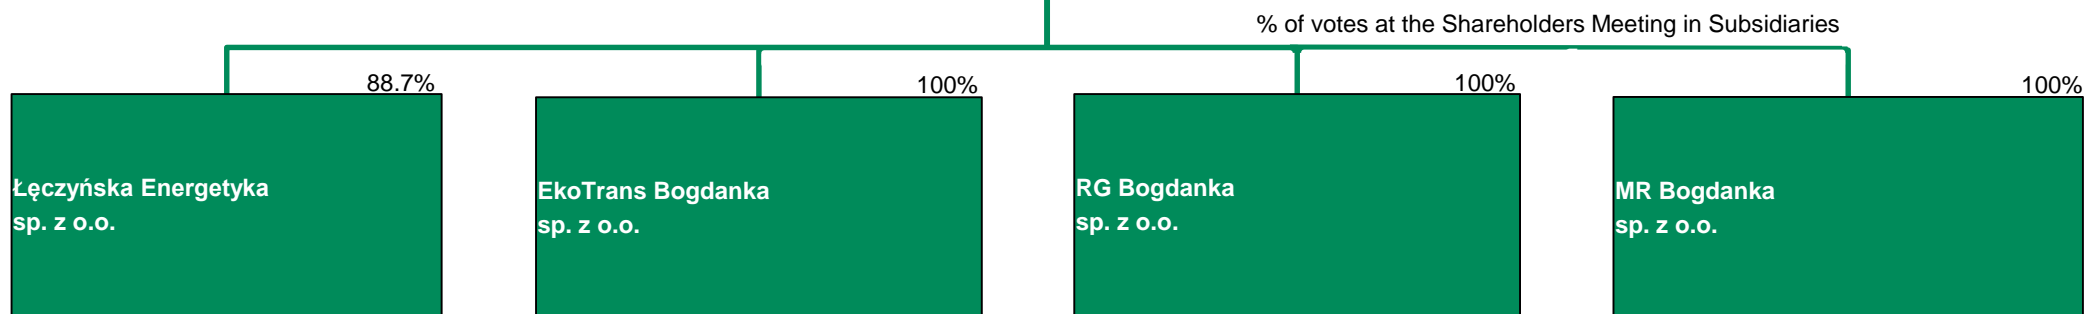 % of votes at the Shareholders Meeting in Subsidiaries
88.7%
100%
100%
100%
Łęczyńska Energetyka
sp. z o.o.
EkoTrans Bogdanka
sp. z o.o.
RG Bogdanka
sp. z o.o.
MR Bogdanka
sp. z o.o.